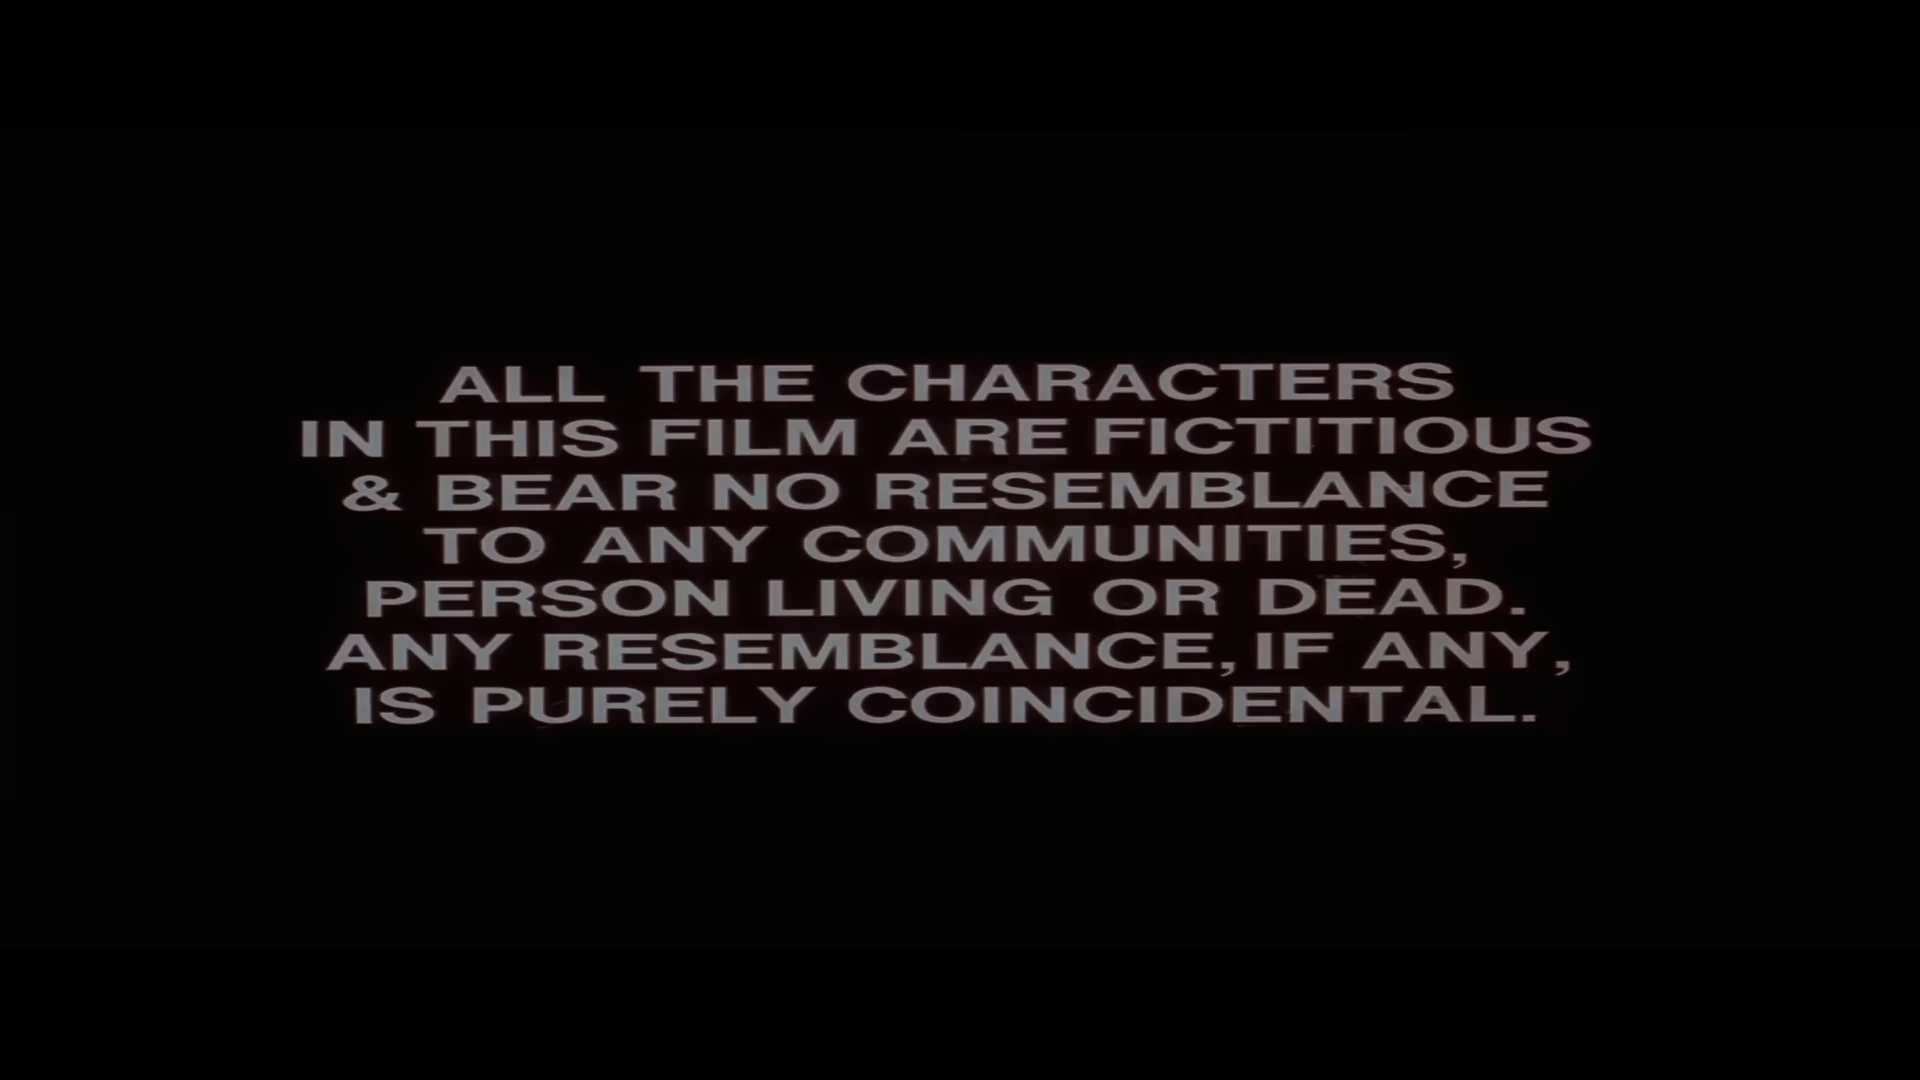 ALL THE CHARACTERS
IN THIS FILM ARE FICTITIOUS
& BEAR NO RESEMBLANCE
TO ANY COMMUNITIES,
PERSON LIVING OR DEAD.
ANY RESEMBLANCE, IF ANY,
IS PURELY COINCIDENTAL.